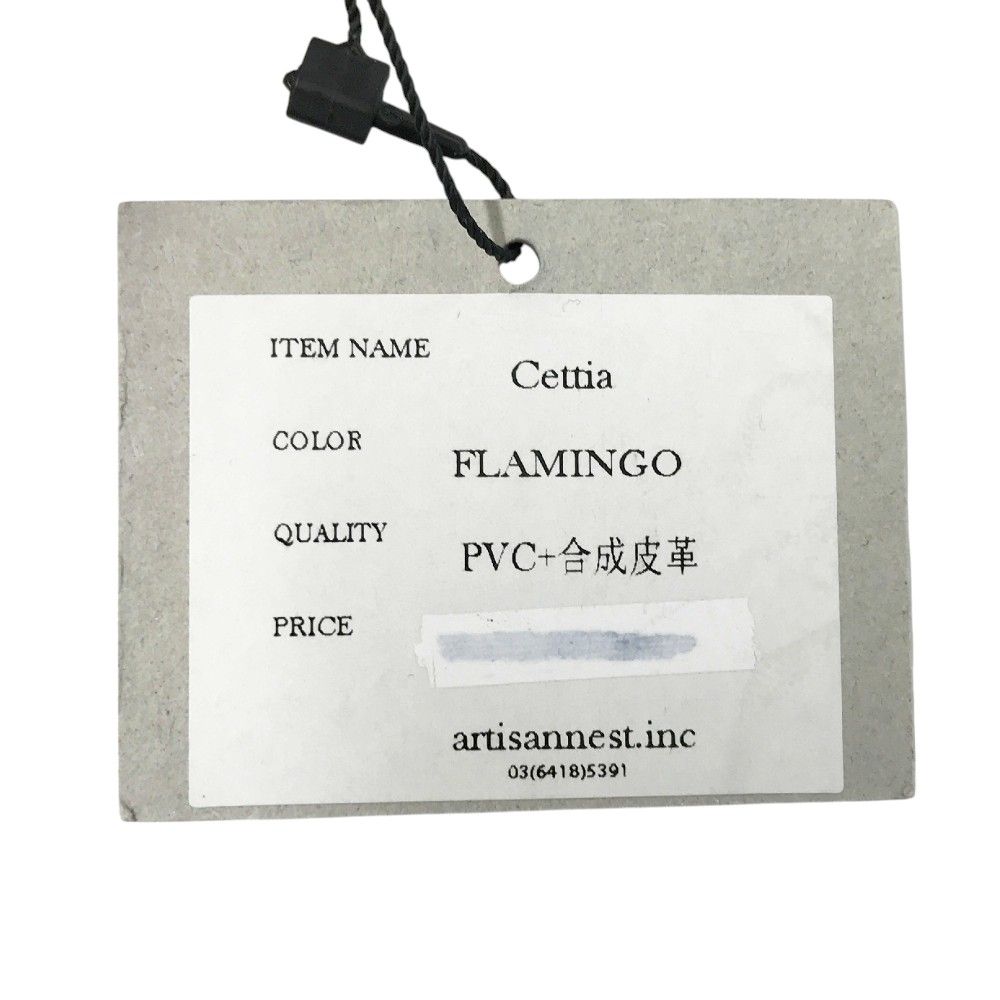 ITEM NAME
Cettia
COLOR
FLAMINGO
QUALITY
PVC+合成皮革
PRICE
artisannest.inc
03(6418)5391